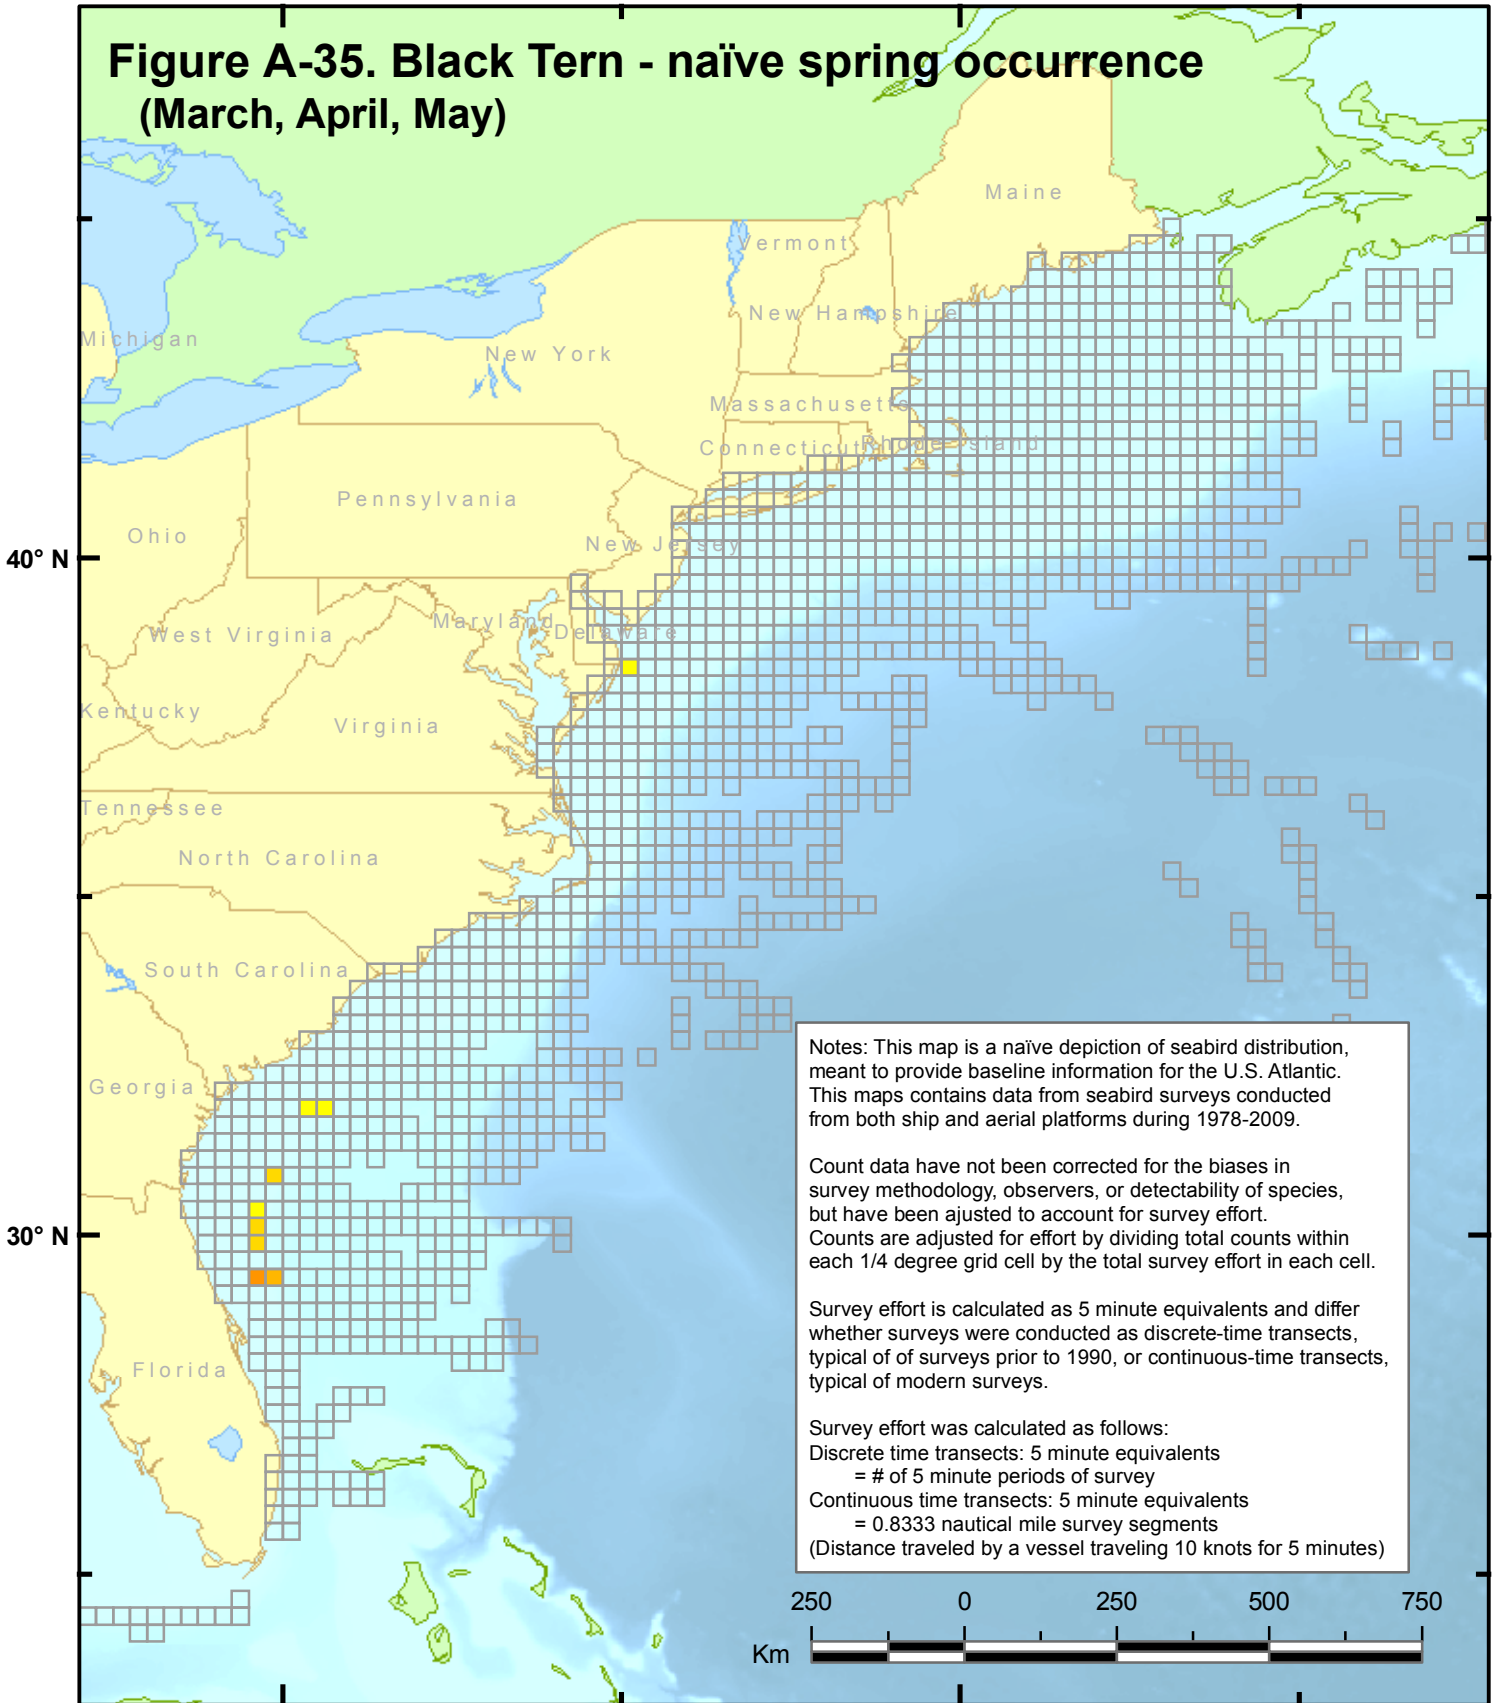 Figure A-35. Black Tern - naïve spring occurrence
(March, April, May)
Maine
Vermont
New Hampshire
Michigan
New York
Massachusetts
Connecticut
Rhode Island
Pennsylvania
Ohio
New Jersey
40° N
West Virginia
Maryland
Delaware
Kentucky
Virginia
Tennessee
North Carolina
South Carolina
Georgia
30° N
Florida
Notes: This map is a naïve depiction of seabird distribution,
meant to provide baseline information for the U.S. Atlantic.
This maps contains data from seabird surveys conducted
from both ship and aerial platforms during 1978-2009.
Count data have not been corrected for the biases in
survey methodology, observers, or detectability of species,
but have been ajusted to account for survey effort.
Counts are adjusted for effort by dividing total counts within
each 1/4 degree grid cell by the total survey effort in each cell.
Survey effort is calculated as 5 minute equivalents and differ
whether surveys were conducted as discrete-time transects,
typical of of surveys prior to 1990, or continuous-time transects,
typical of modern surveys.
Survey effort was calculated as follows:
Discrete time transects: 5 minute equivalents
= # of 5 minute periods of survey
Continuous time transects: 5 minute equivalents
= 0.8333 nautical mile survey segments
(Distance traveled by a vessel traveling 10 knots for 5 minutes)
250 0 250 500 750
Km